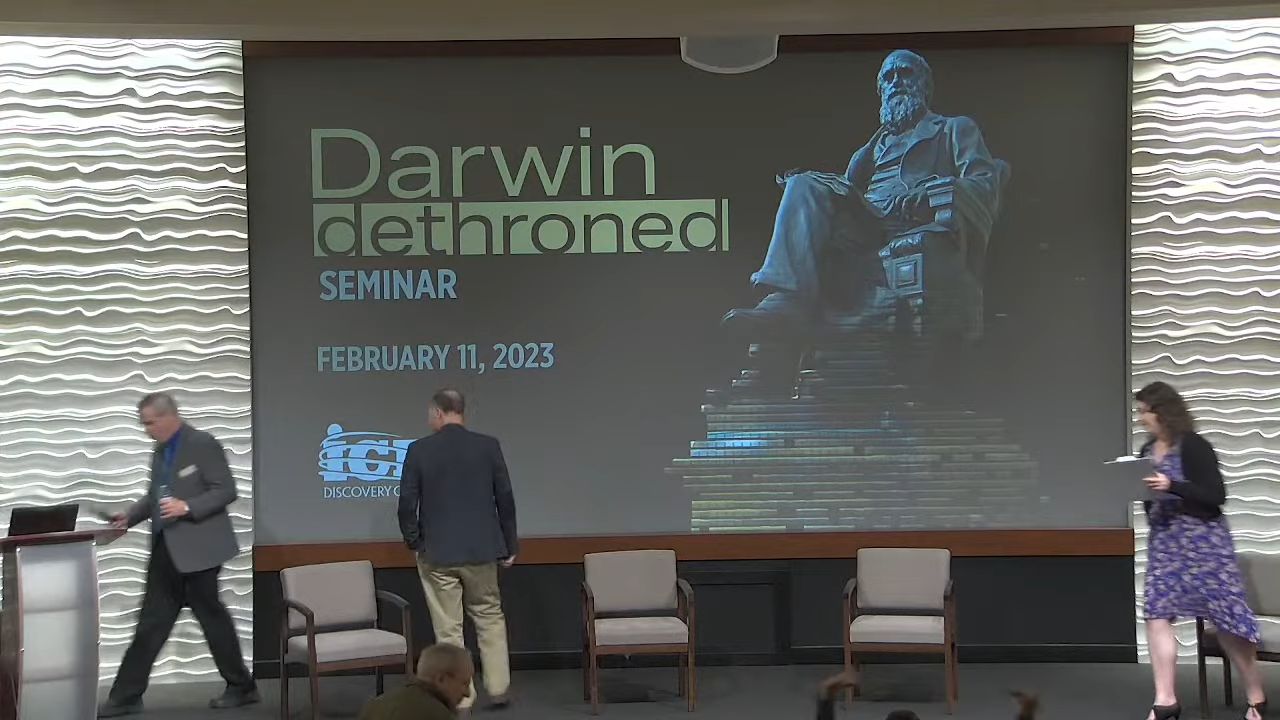 Darwin
dethroned
SEMINAR
FEBRUARY 11, 2023
DISCOVERY